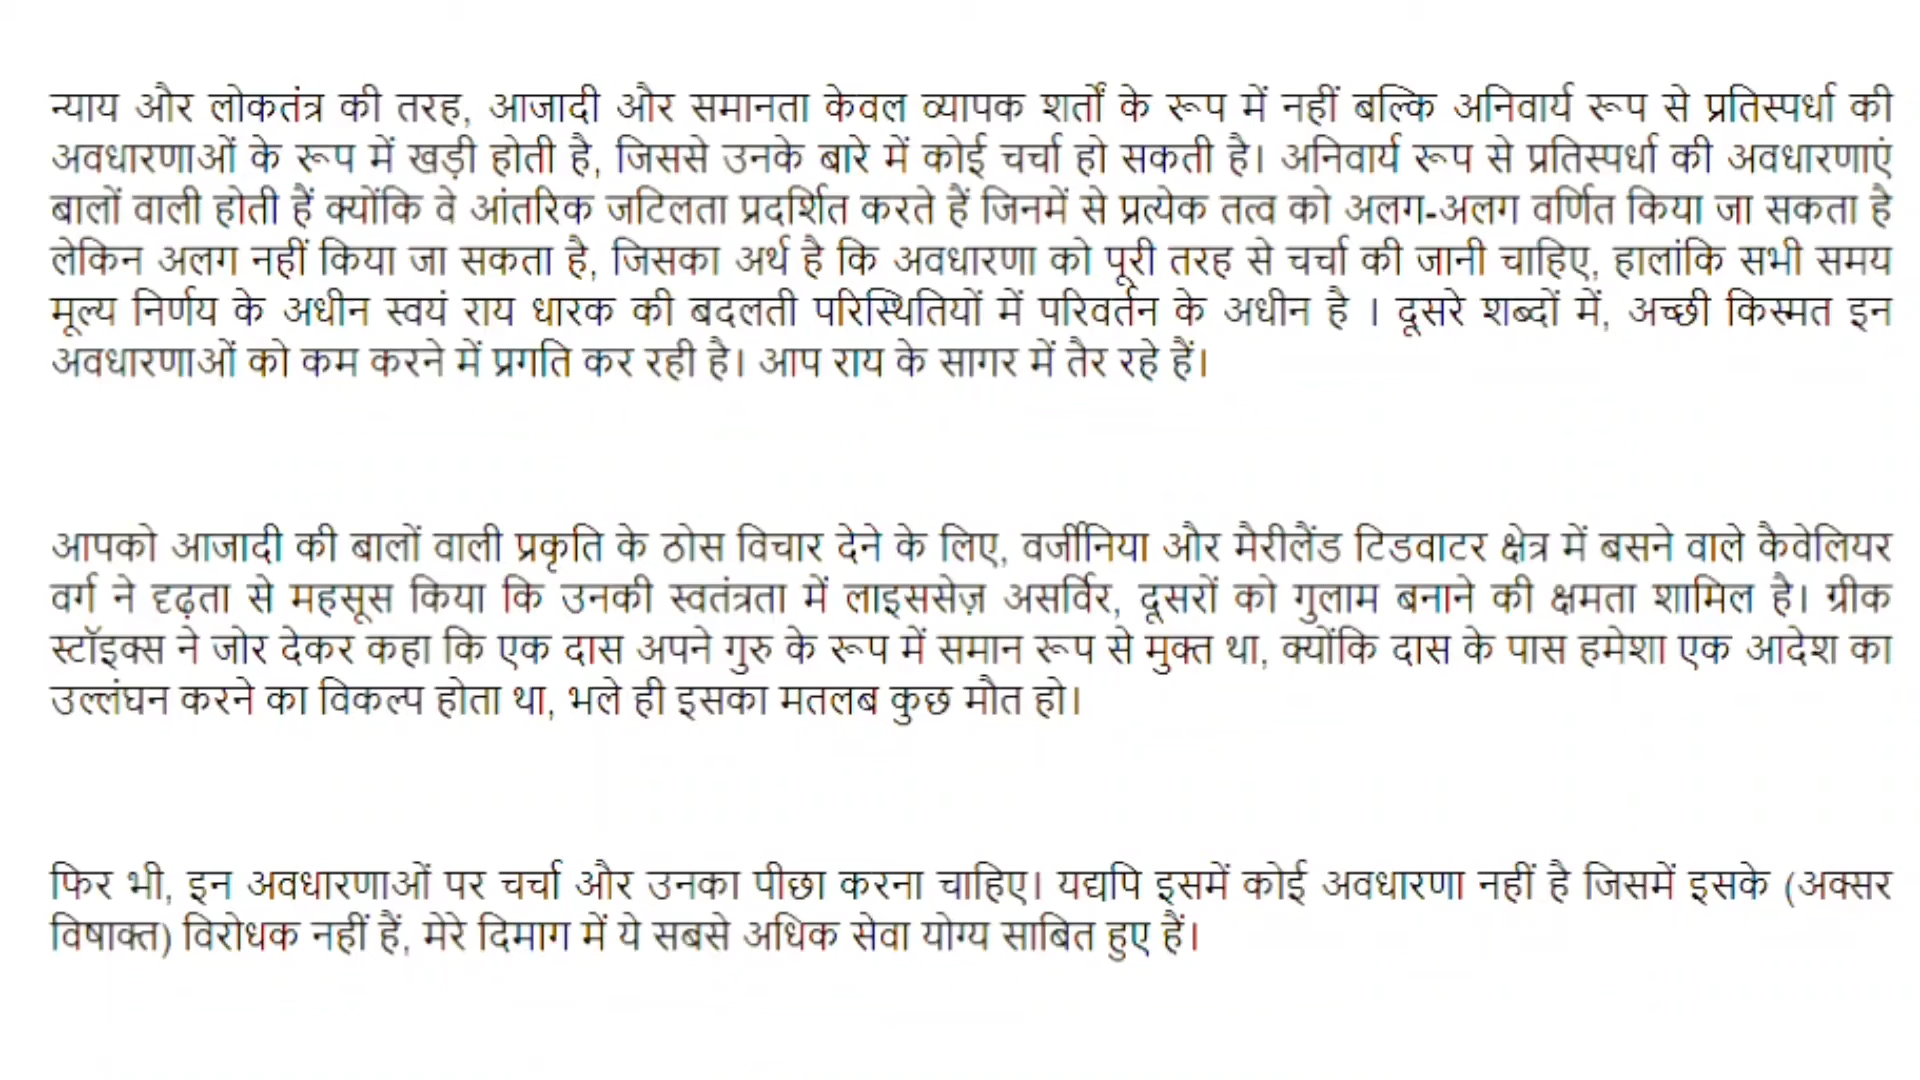 न्याय और लोकतंत्र की तरह, आजादी और समानता केवल व्यापक शर्तों के रूप में नहीं बल्कि अनिवार्य रूप से प्रतिस्पर्धा की
अवधारणाओं के रूप में खड़ी होती है, जिससे उनके बारे में कोई चर्चा हो सकती है। अनिवार्य रूप से प्रतिस्पर्धा की अवधारणाएं
बालों वाली होती हैं क्योंकि वे आंतरिक जटिलता प्रदर्शित करते हैं जिनमें से प्रत्येक तत्व को अलग-अलग वर्णित किया जा सकता है
लेकिन अलग नहीं किया जा सकता है, जिसका अर्थ है कि अवधारणा को पूरी तरह से चर्चा की जानी चाहिए, हालांकि सभी समय
मूल्य निर्णय के अधीन स्वयं राय धारक की बदलती परिस्थितियों में परिवर्तन के अधीन है । दूसरे शब्दों में, अच्छी किस्मत इन
अवधारणाओं को कम करने में प्रगति कर रही है। आप राय के सागर में तैर रहे हैं।
आपको आजादी की बालों वाली प्रकृति के ठोस विचार देने के लिए, वर्जीनिया और मैरीलैंड टिडवाटर क्षेत्र में बसने वाले कैवेलियर
वर्ग ने दृढ़ता से महसूस किया कि उनकी स्वतंत्रता में लाइससेज़ असर्विर, दूसरों को गुलाम बनाने की क्षमता शामिल है। ग्रीक
स्टॉइक्स ने जोर देकर कहा कि एक दास अपने गुरु के रूप में समान रूप से मुक्त था, क्योंकि दास के पास हमेशा एक आदेश का
उल्लंघन करने का विकल्प होता था, भले ही इसका मतलब कुछ मौत हो।
फिर भी, इन अवधारणाओं पर चर्चा और उनका पीछा करना चाहिए। यद्यपि इसमें कोई अवधारणा नहीं है जिसमें इसके (अक्सर
विषाक्त) विरोधक नहीं हैं, मेरे दिमाग में ये सबसे अधिक सेवा योग्य साबित हुए हैं।